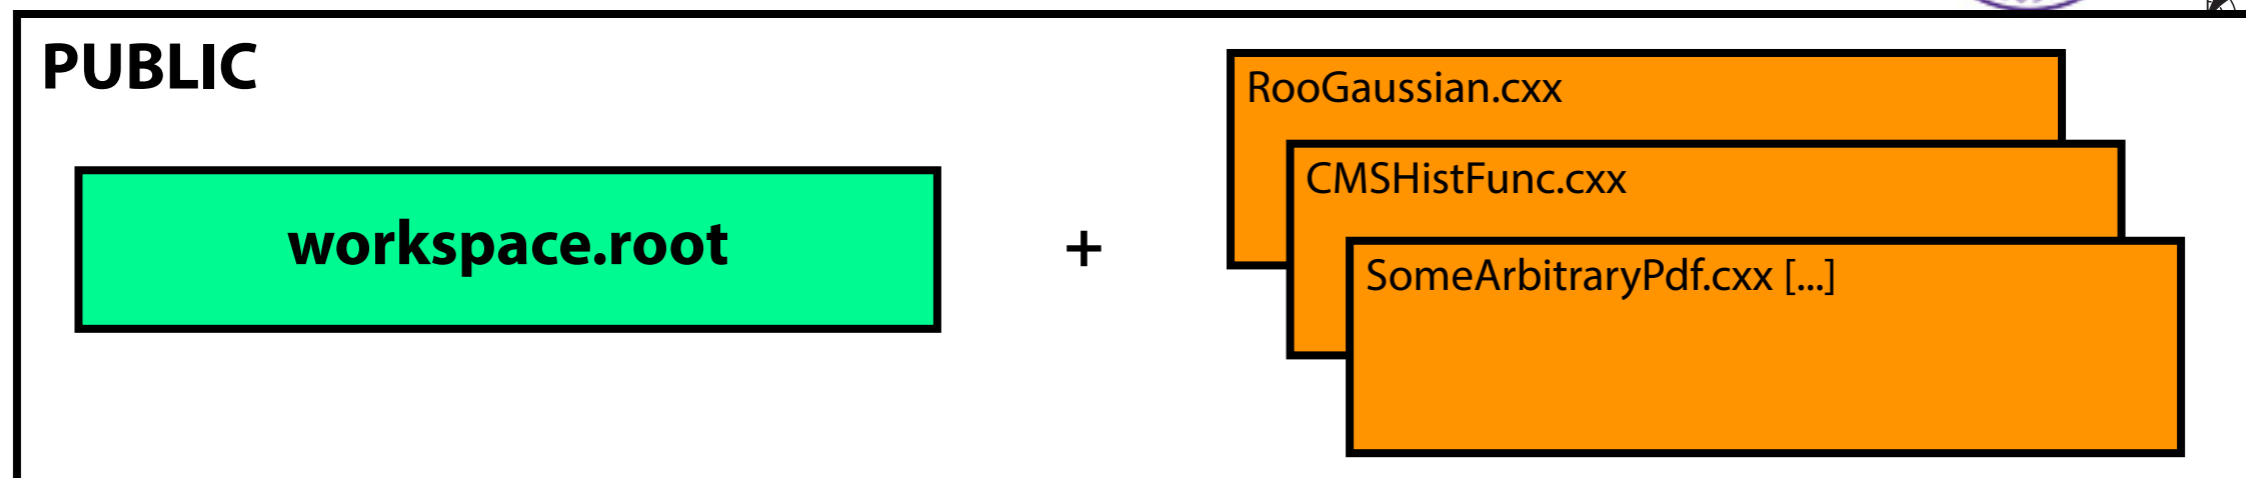 PUBLIC
RooGaussian.cxx
CMSHistFunc.cxx
workspace.root
+
SomeArbitraryPdf.cxx [...]